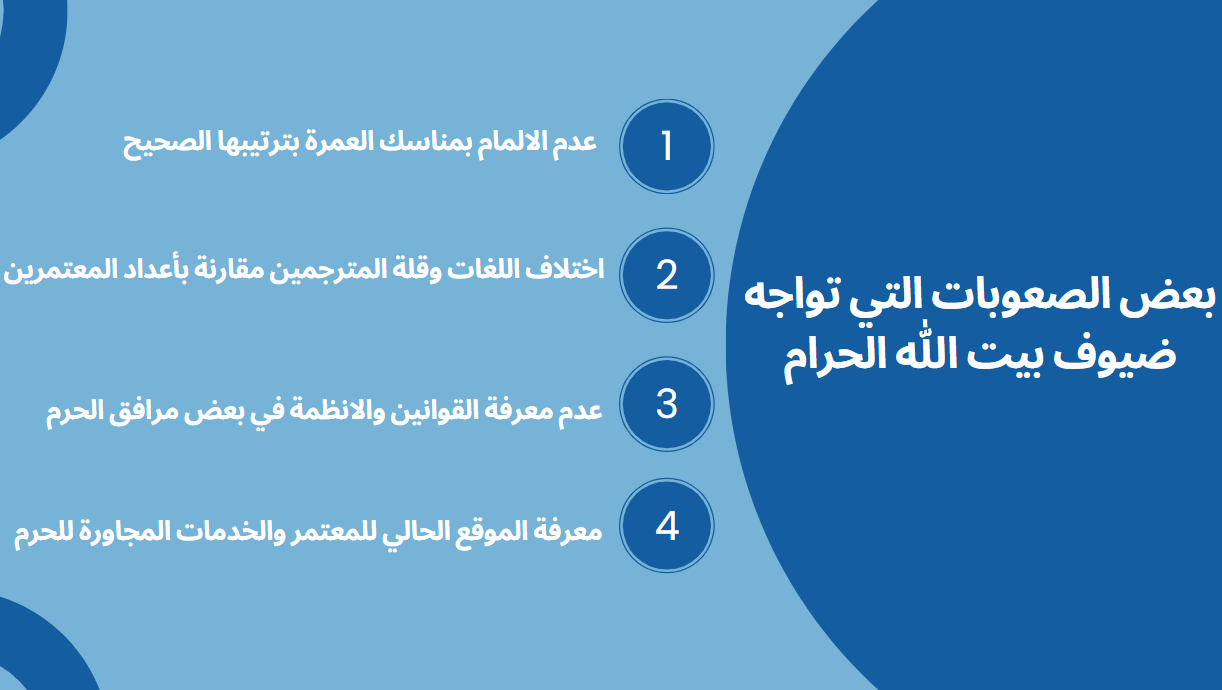 بعض الصعوبات التي تواجه
ضيوف بيت الله الحرام
1
عدم الالمام بمناسك العمرة بترتيبها الصحيح
2
اختلاف اللغات وقلة المترجمين مقارنة بأعداد المعتمرين
3
عدم معرفة القوانين والانظمة في بعض مرافق الحرم
4
معرفة الموقع الحالي للمعتمر والخدمات المجاورة للحرم